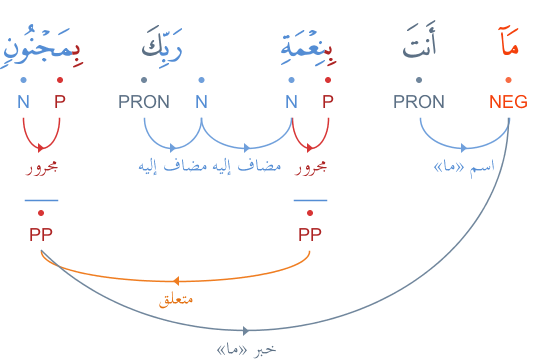 مَآ أَنتَ بِنِعۡمَةِ رَبِّكَ بِمَجۡنُونٍ
NEG PRON P N N PRON P N
اسم «ما» مجرور مضاف إليه مضاف إليه مجرور
PP PP
متعلق
خبر «ما»